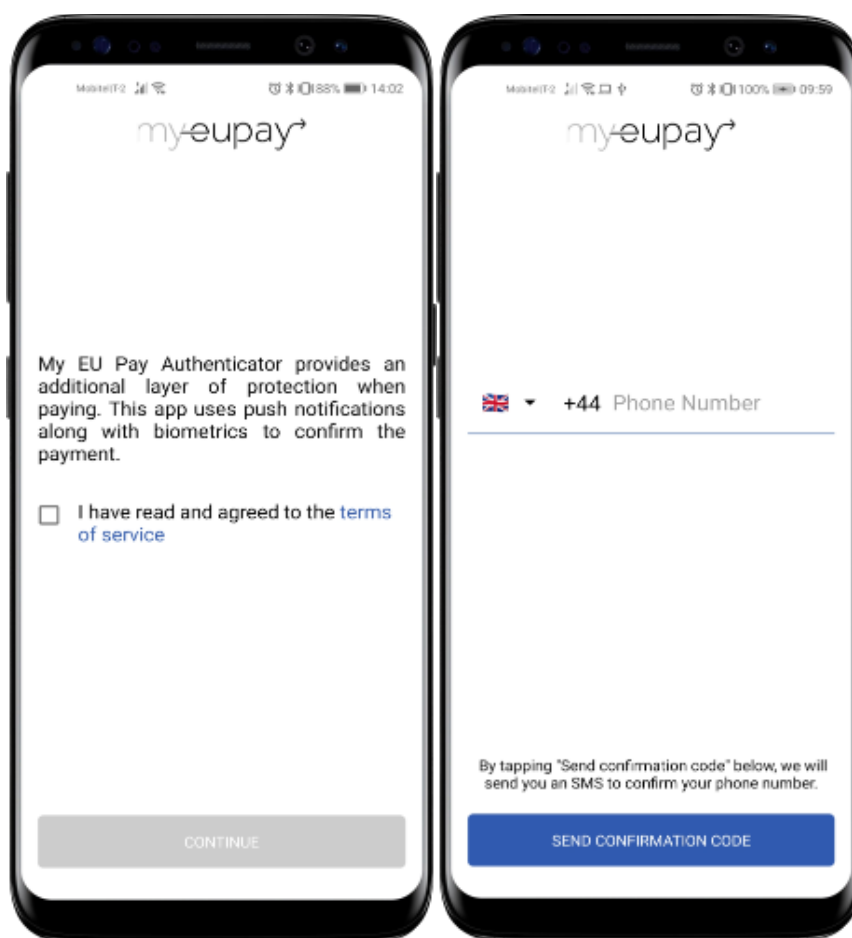 MobitelIT-2 88% 14:02
my-eupay
My EU Pay Authenticator provides an
additional layer of protection when
paying. This app uses push notifications
along with biometrics to confirm the
payment.
I have read and agreed to the terms
of service
CONTINUE
100% 09:59
my-eupay
+44 Phone Number
By tapping "Send confirmation code" below, we will
send you an SMS to confirm your phone number.
SEND CONFIRMATION CODE